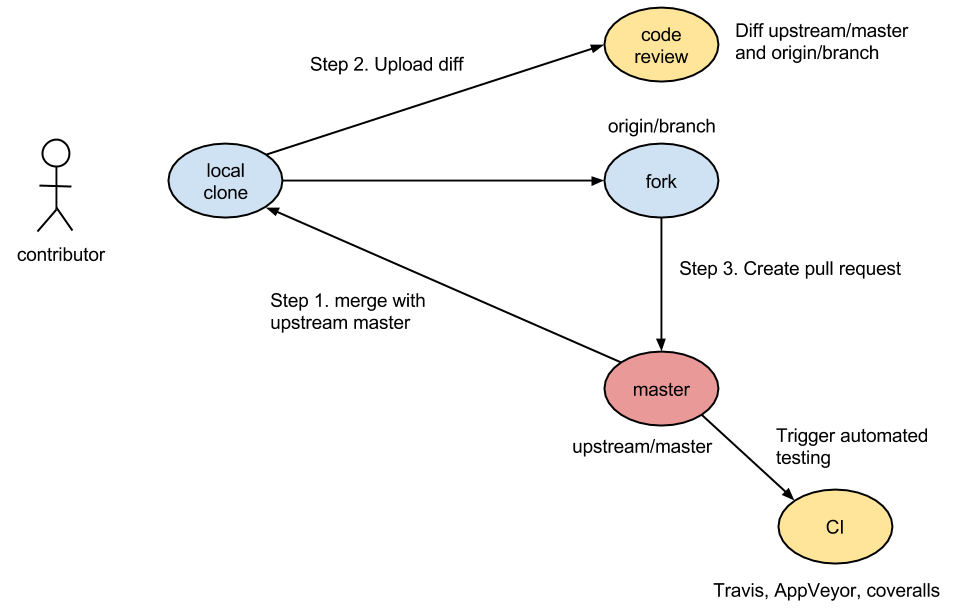 code
review
Diff upstream/master
and origin/branch
Step 2. Upload diff
origin/branch
local
clone
fork
contributor
Step 3. Create pull request
Step 1. merge with
upstream master
master
upstream/master
Trigger automated
testing
CI
Travis, AppVeyor, coveralls